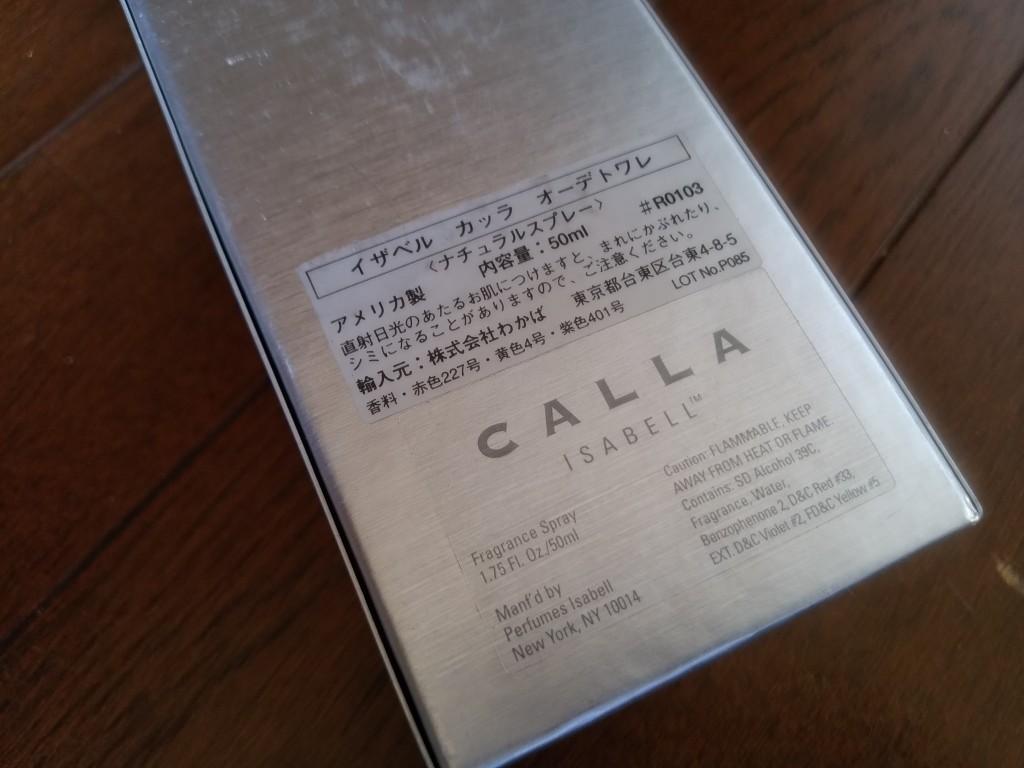 イザベル カッラ オーデトワレ
〈ナチュラルスプレー〉
内容量:50ml #R0103
アメリカ製
直射日光のあたるお肌につけますと、まれにかぶれたり、
シミになることがありますので、ご注意ください。
輸入元:株式会社わかば 東京都台東区台東4-8-5
香料・赤色227号・黄色4号・紫色401号 LOT No.P085
CALLA
ISABELL™
Fragrance Spray
1.75 Fl. Oz./50ml
Manf'd by
Perfumes Isabell
New York, NY 10014
Caution: FLAMMABLE, KEEP
AWAY FROM HEAT OR FLAME.
Contains: SD Alcohol 39C,
Fragrance, Water,
Benzophenone 2, D&C Red #33,
EXT. D&C Violet #2, FD&C Yellow #5